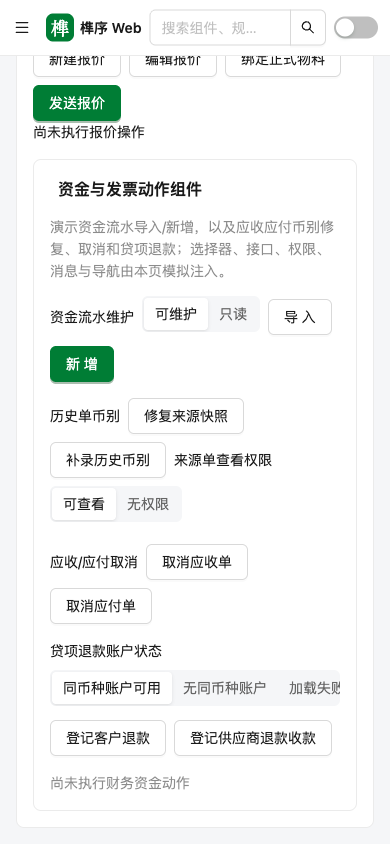 榫 榫序 Web 搜索组件、规...
新建报价 编辑报价 绑定正式物料
发送报价
尚未执行报价操作
资金与发票动作组件
演示资金流水导入/新增，以及应收应付币别修
复、取消和贷项退款；选择器、接口、权限、
消息与导航由本页模拟注入。
资金流水维护 可维护 只读 导 入
新 增
历史单币别 修复来源快照
补录历史币别 来源单查看权限
可查看 无权限
应收/应付取消 取消应收单
取消应付单
贷项退款账户状态
同币种账户可用 无同币种账户 加载失败
登记客户退款 登记供应商退款收款
尚未执行财务资金动作